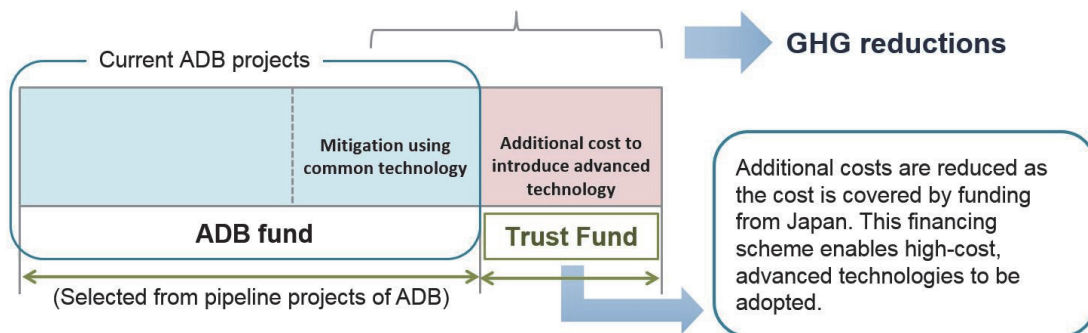 GHG reductions
Current ADB projects
Mitigation using
common technology
Additional cost to
introduce advanced
technology
ADB fund
Trust Fund
(Selected from pipeline projects of ADB)
Additional costs are reduced as
the cost is covered by funding
from Japan. This financing
scheme enables high-cost,
advanced technologies to be
adopted.